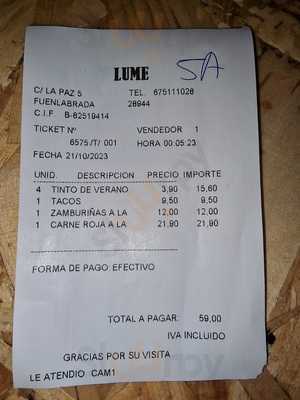 LUME
5A
C/ LA PAZ 5 TEL. 675111028
FUENLABRADA 28944
C.I.F B-82519414
TICKET Nº VENDEDOR 1
6575 /T/ 001 HORA 00:05:23
FECHA 21/10/2023
UNID. DESCRIPCION PRECIO IMPORTE
4 TINTO DE VERANO 3,90 15,60
1 TACOS 9,50 9,50
1 ZAMBURIÑAS A LA 12,00 12,00
1 CARNE ROJA A LA 21,90 21,90
FORMA DE PAGO: EFECTIVO
TOTAL A PAGAR: 59,00
IVA INCLUIDO
GRACIAS POR SU VISITA
LE ATENDIO CAM1